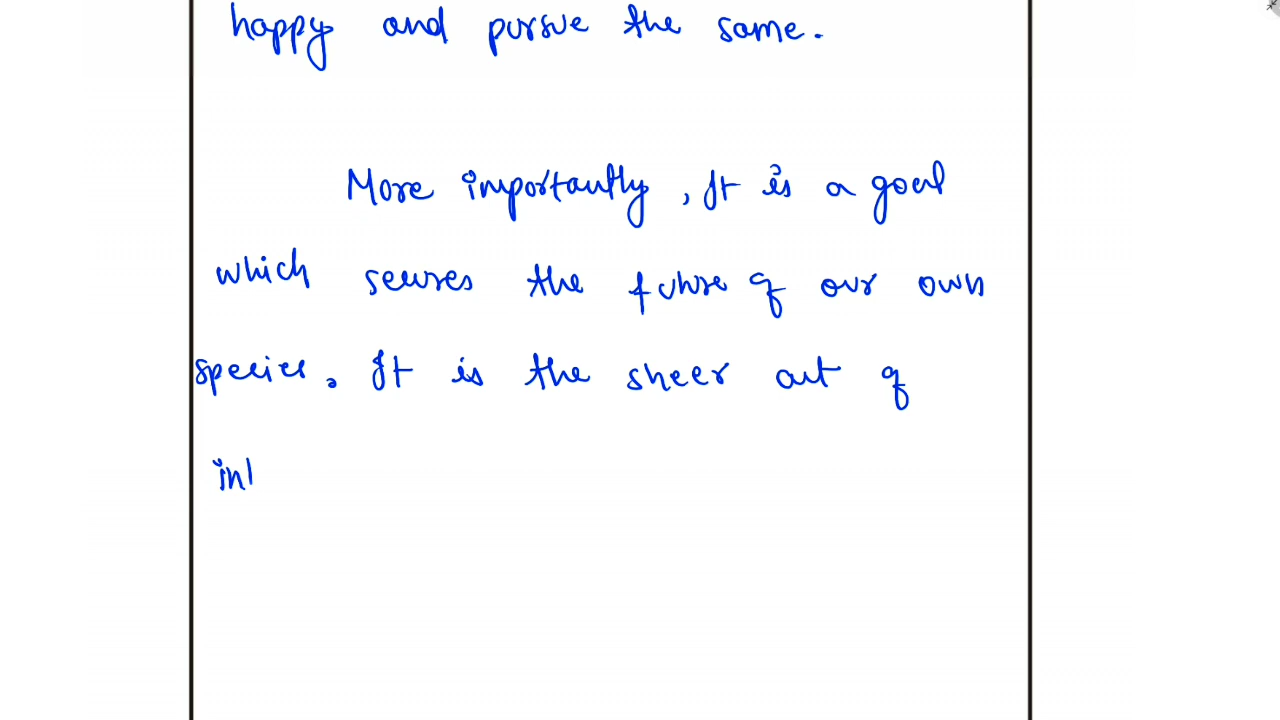 happy and pursue the same.
More importantly, It is a goal
which secures the future of our own
species. It is the sheer act of